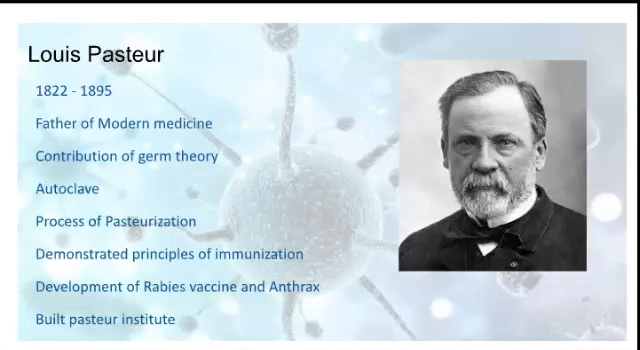 Louis Pasteur
1822 - 1895
Father of Modern medicine
Contribution of germ theory
Autoclave
Process of Pasteurization
Demonstrated principles of immunization
Development of Rabies vaccine and Anthrax
Built pasteur institute